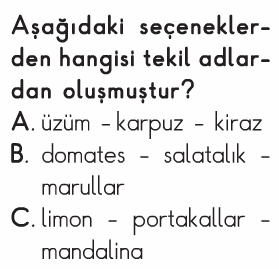 Aşağıdaki seçenekler-
den hangisi tekil adlar-
dan oluşmuştur?
A. üzüm - karpuz - kiraz
B. domates - salatalık -
marullar
C. limon - portakallar -
mandalina